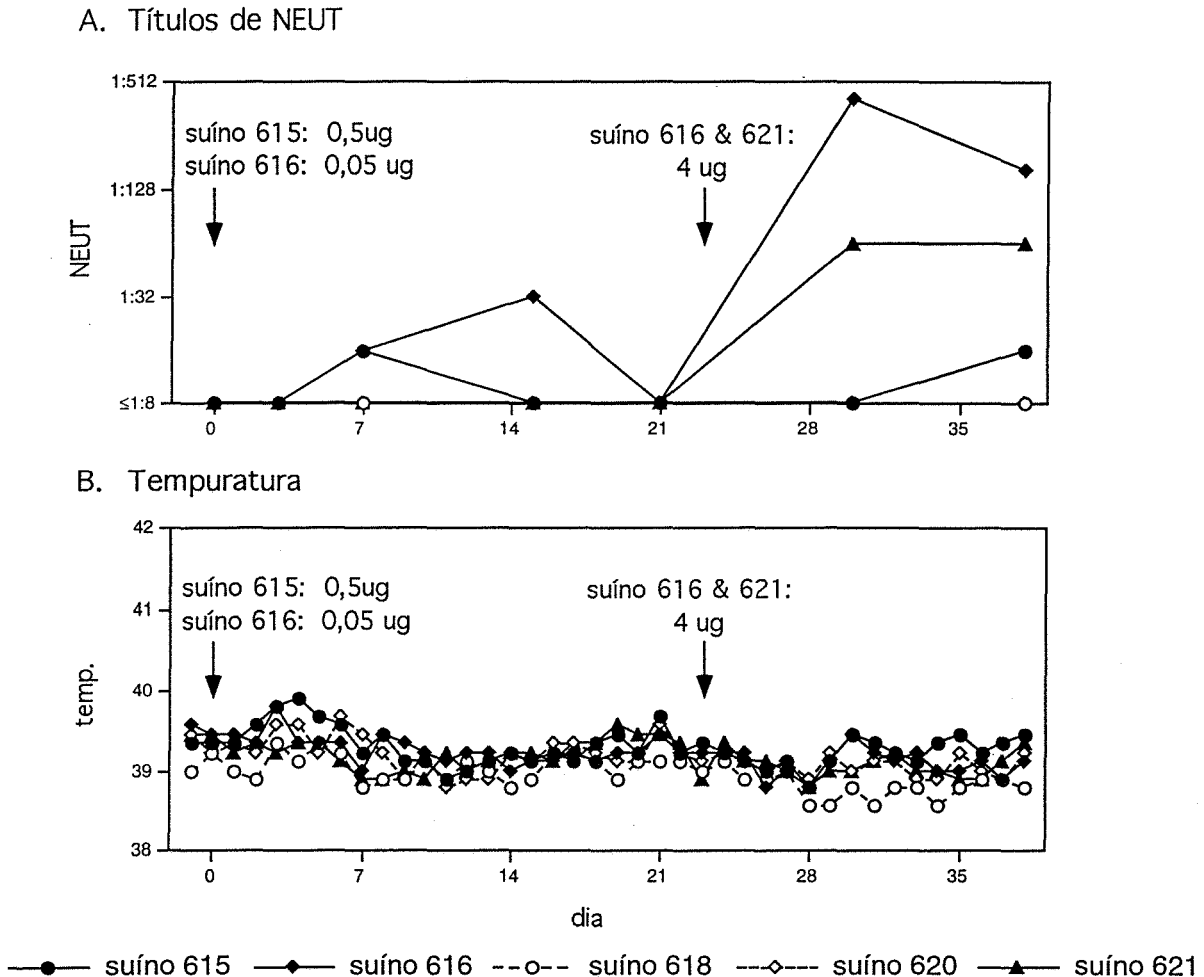 A. Títulos de NEUT
1:512
suíno 615: 0,5ug
suíno 616: 0,05 ug
suíno 616 & 621:
4 ug
1:128
NEUT
1:32
≤1:8
0 7 14 21 28 35
B. Tempuratura
42
suíno 615: 0,5ug
suíno 616: 0,05 ug
suíno 616 & 621:
4 ug
41
temp.
40
39
38
0 7 14 21 28 35
dia
suíno 615 suíno 616 suíno 618 suíno 620 suíno 621